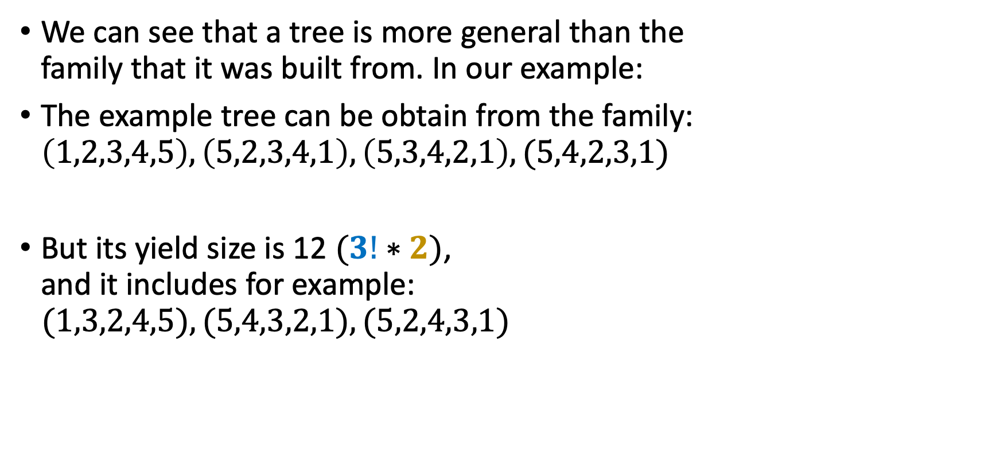 • We can see that a tree is more general than the
family that it was built from. In our example:
• The example tree can be obtain from the family:
(1,2,3,4,5), (5,2,3,4,1), (5,3,4,2,1), (5,4,2,3,1)
• But its yield size is 12 (3! * 2),
and it includes for example:
(1,3,2,4,5), (5,4,3,2,1), (5,2,4,3,1)